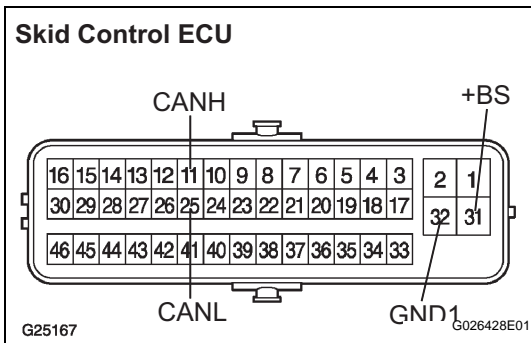 Skid Control ECU
CANH
+BS
16 15 14 13 12 11 10 9 8 7 6 5 4 3 2 1
30 29 28 27 26 25 24 23 22 21 20 19 18 17 32 31
46 45 44 43 42 41 40 39 38 37 36 35 34 33
CANL
GND1
G25167
G026428E01